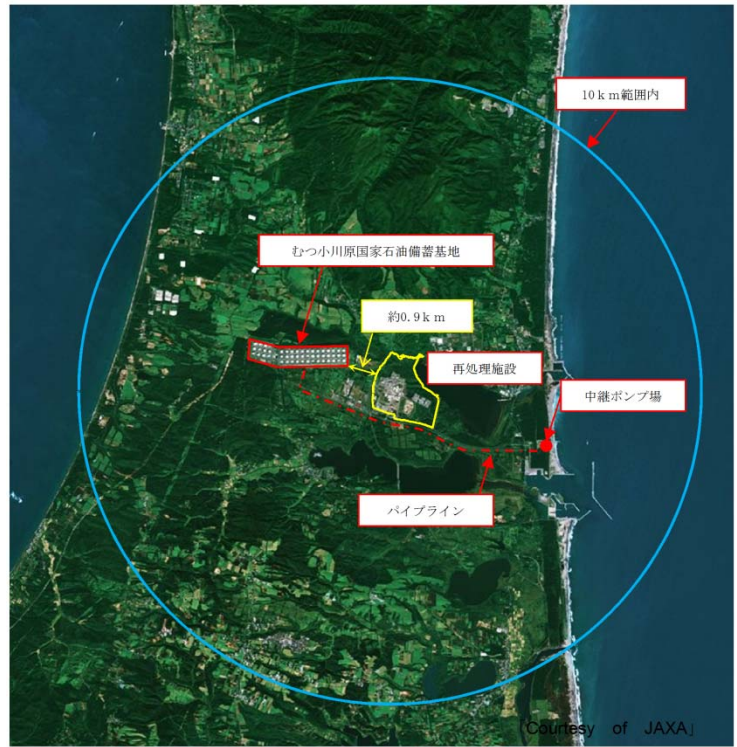 10km範囲内
むつ小川原国家石油備蓄基地
約0.9km
再処理施設
中継ポンプ場
パイプライン
「Courtesy of JAXA」